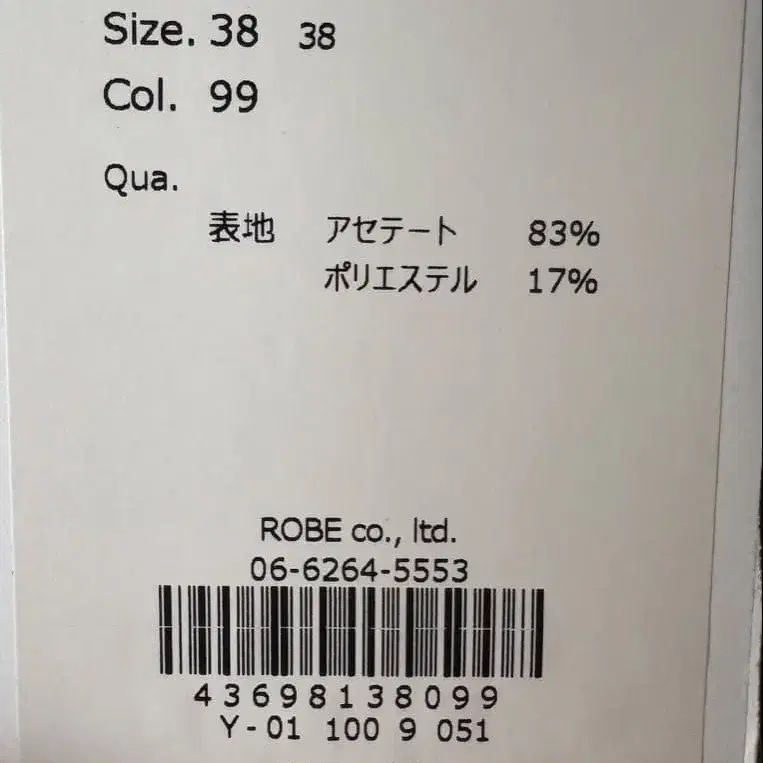 Size. 38 38
Col. 99
Qua.
表地 アセテート 83%
ポリエステル 17%
ROBE co., ltd.
06-6264-5553
43698138099
Y-01 100 9 051